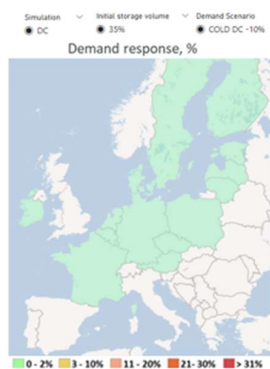 Simulation Initial storage volume Demand Scenario
DC 35% COLD DC -10%
Demand response, %
0 - 2% 3 - 10% 11 - 20% 21- 30% > 31%